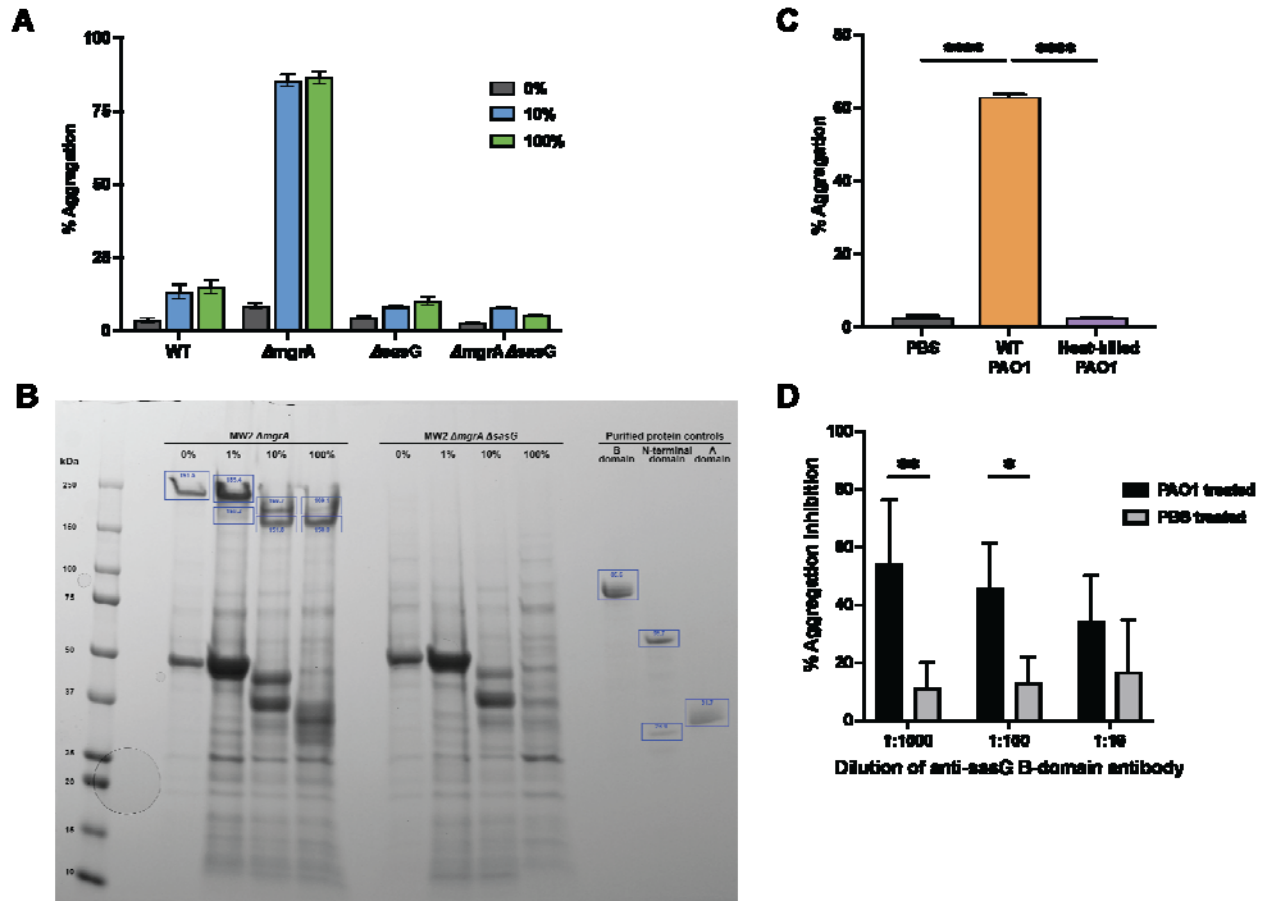 A
100
75
50
25
0
% Aggregation
0%
10%
100%
WT
ΔmgrA
ΔsasG
ΔmgrA ΔsasG
C
80
60
40
20
0
% Aggregation
****
****
PBS
WT
PAO1
Heat-killed
PAO1
B
MW2 ΔmgrA
MW2 ΔmgrA ΔsasG
Purified protein controls
0% 1% 10% 100%
0% 1% 10% 100%
B domain
N-terminal domain
A domain
kDa
250
150
100
75
50
37
25
20
15
10
D
100
80
60
40
20
0
% Aggregation Inhibition
**
*
PAO1 treated
PBS treated
1:1000
1:100
1:10
Dilution of anti-sasG B-domain antibody